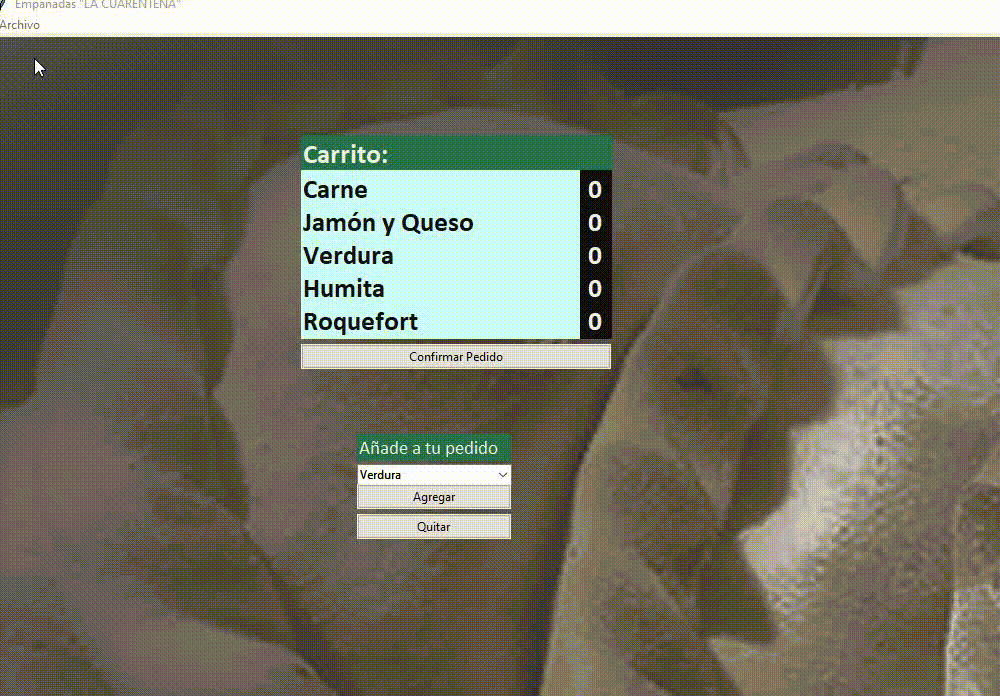 Empanadas "LA CUARENTENA"
Archivo
Carrito:
Carne 0
Jamón y Queso 0
Verdura 0
Humita 0
Roquefort 0
Confirmar Pedido
Añade a tu pedido
Verdura
Agregar
Quitar